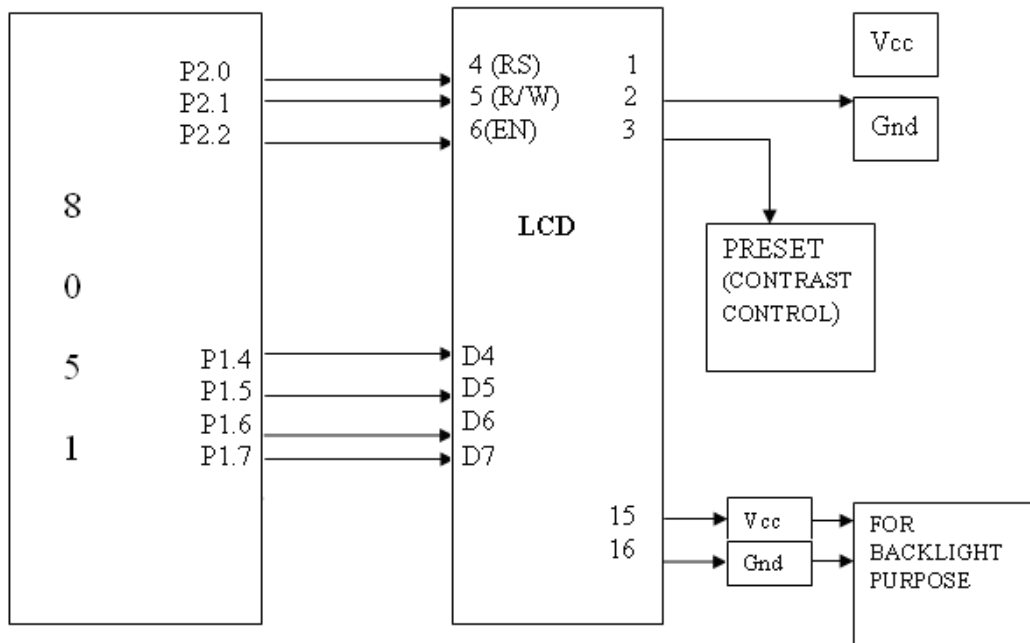 8
0
5
1
P2.0
P2.1
P2.2
P1.4
P1.5
P1.6
P1.7
4 (RS)
5 (R/W)
6(EN)
1
2
3
LCD
D4
D5
D6
D7
15
16
Vcc
Gnd
PRESET
(CONTRAST
CONTROL)
Vcc
Gnd
FOR
BACKLIGHT
PURPOSE